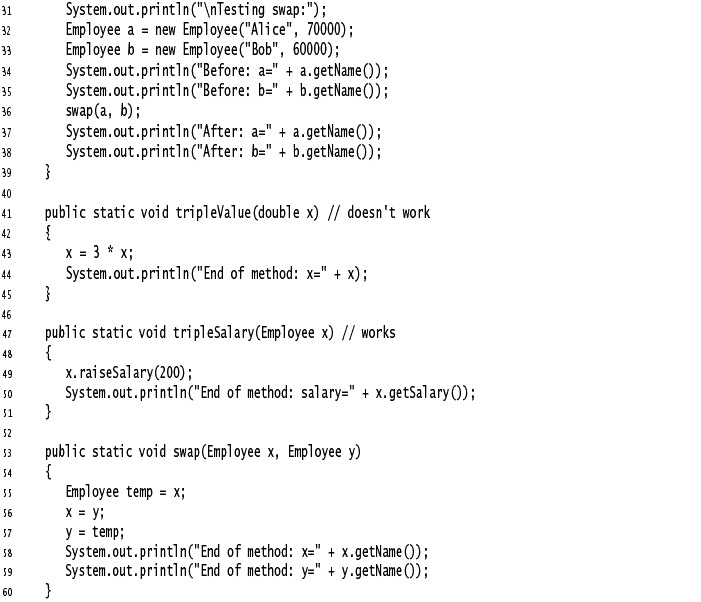 31 System.out.println("\nTesting swap:");
32 Employee a = new Employee("Alice", 70000);
33 Employee b = new Employee("Bob", 60000);
34 System.out.println("Before: a=" + a.getName());
35 System.out.println("Before: b=" + b.getName());
36 swap(a, b);
37 System.out.println("After: a=" + a.getName());
38 System.out.println("After: b=" + b.getName());
39 }
40
41 public static void tripleValue(double x) // doesn't work
42 {
43 x = 3 * x;
44 System.out.println("End of method: x=" + x);
45 }
46
47 public static void tripleSalary(Employee x) // works
48 {
49 x.raiseSalary(200);
50 System.out.println("End of method: salary=" + x.getSalary());
51 }
52
53 public static void swap(Employee x, Employee y)
54 {
55 Employee temp = x;
56 x = y;
57 y = temp;
58 System.out.println("End of method: x=" + x.getName());
59 System.out.println("End of method: y=" + y.getName());
60 }